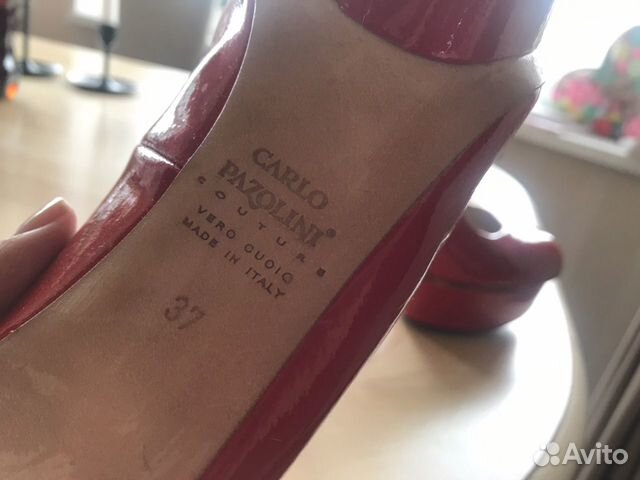 CARLO
PAZOLINI®
COUTURE
VERO CUOIO
MADE IN ITALY
37
Avito